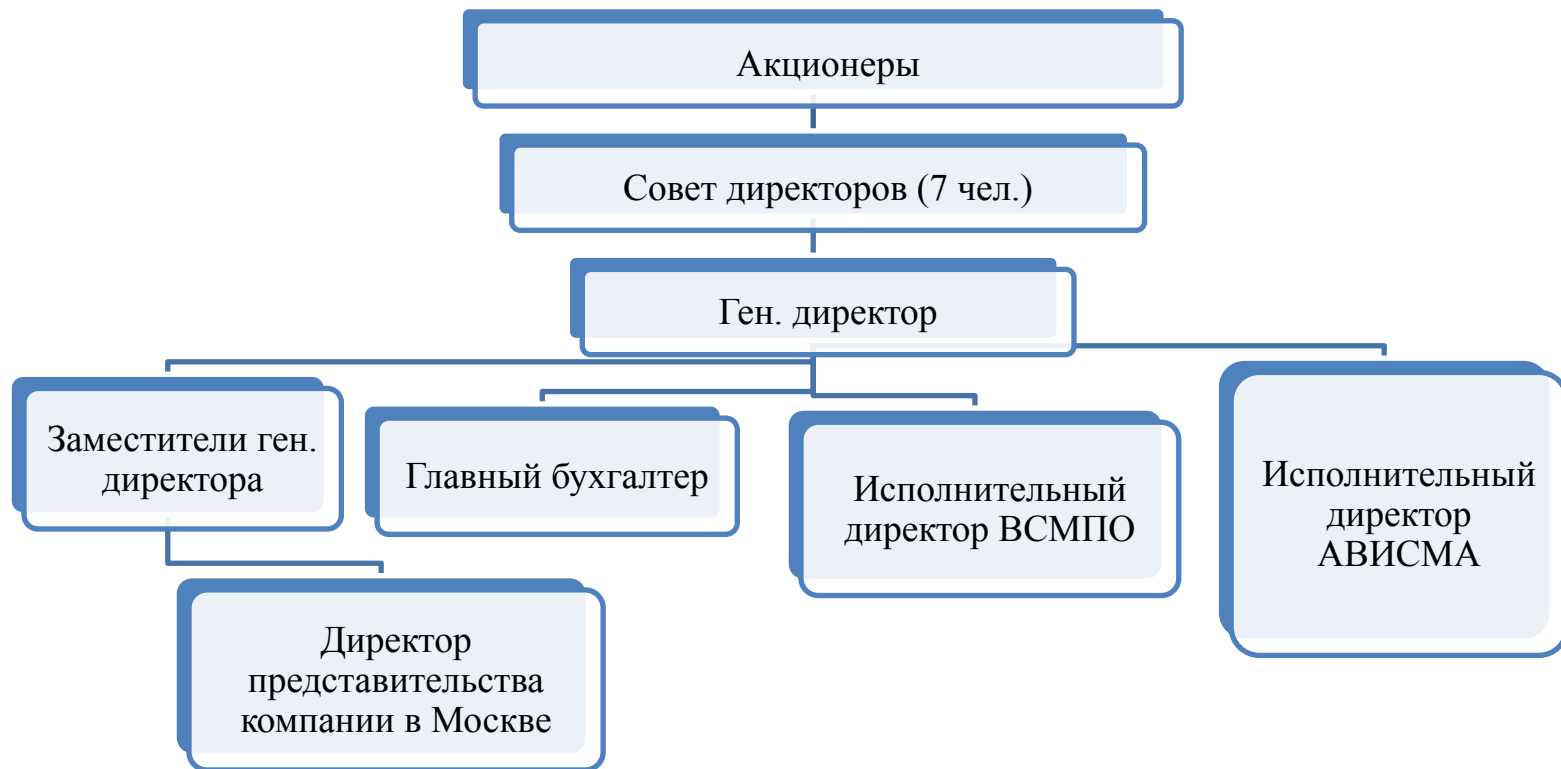 Акционеры
Совет директоров (7 чел.)
Ген. директор
Заместители ген.
директора
Главный бухгалтер
Исполнительный
директор ВСМПО
Исполнительный
директор
АВИСМА
Директор
представительства
компании в Москве